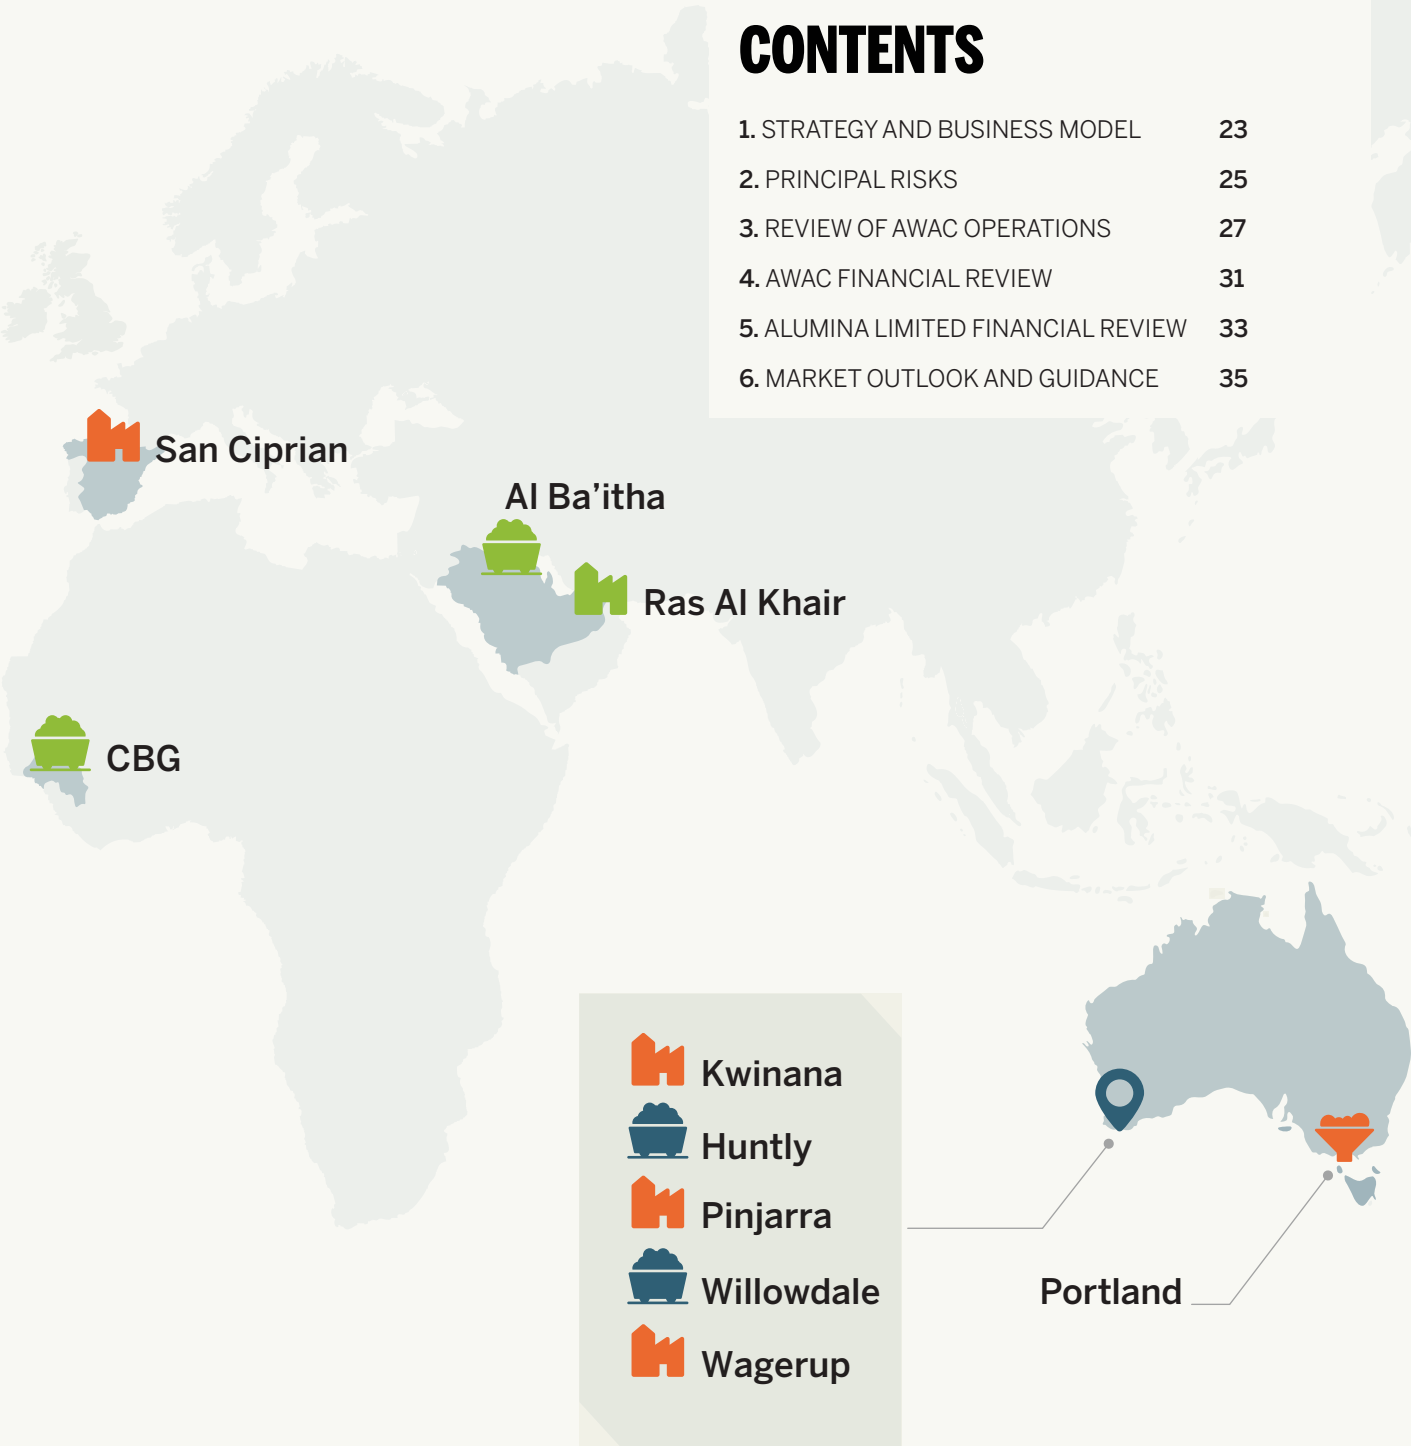 CONTENTS
1. STRATEGY AND BUSINESS MODEL 23
2. PRINCIPAL RISKS 25
3. REVIEW OF AWAC OPERATIONS 27
4. AWAC FINANCIAL REVIEW 31
5. ALUMINA LIMITED FINANCIAL REVIEW 33
6. MARKET OUTLOOK AND GUIDANCE 35
San Ciprian
Al Ba’itha
Ras Al Khair
CBG
Kwinana
Huntly
Pinjarra
Willowdale
Wagerup
Portland